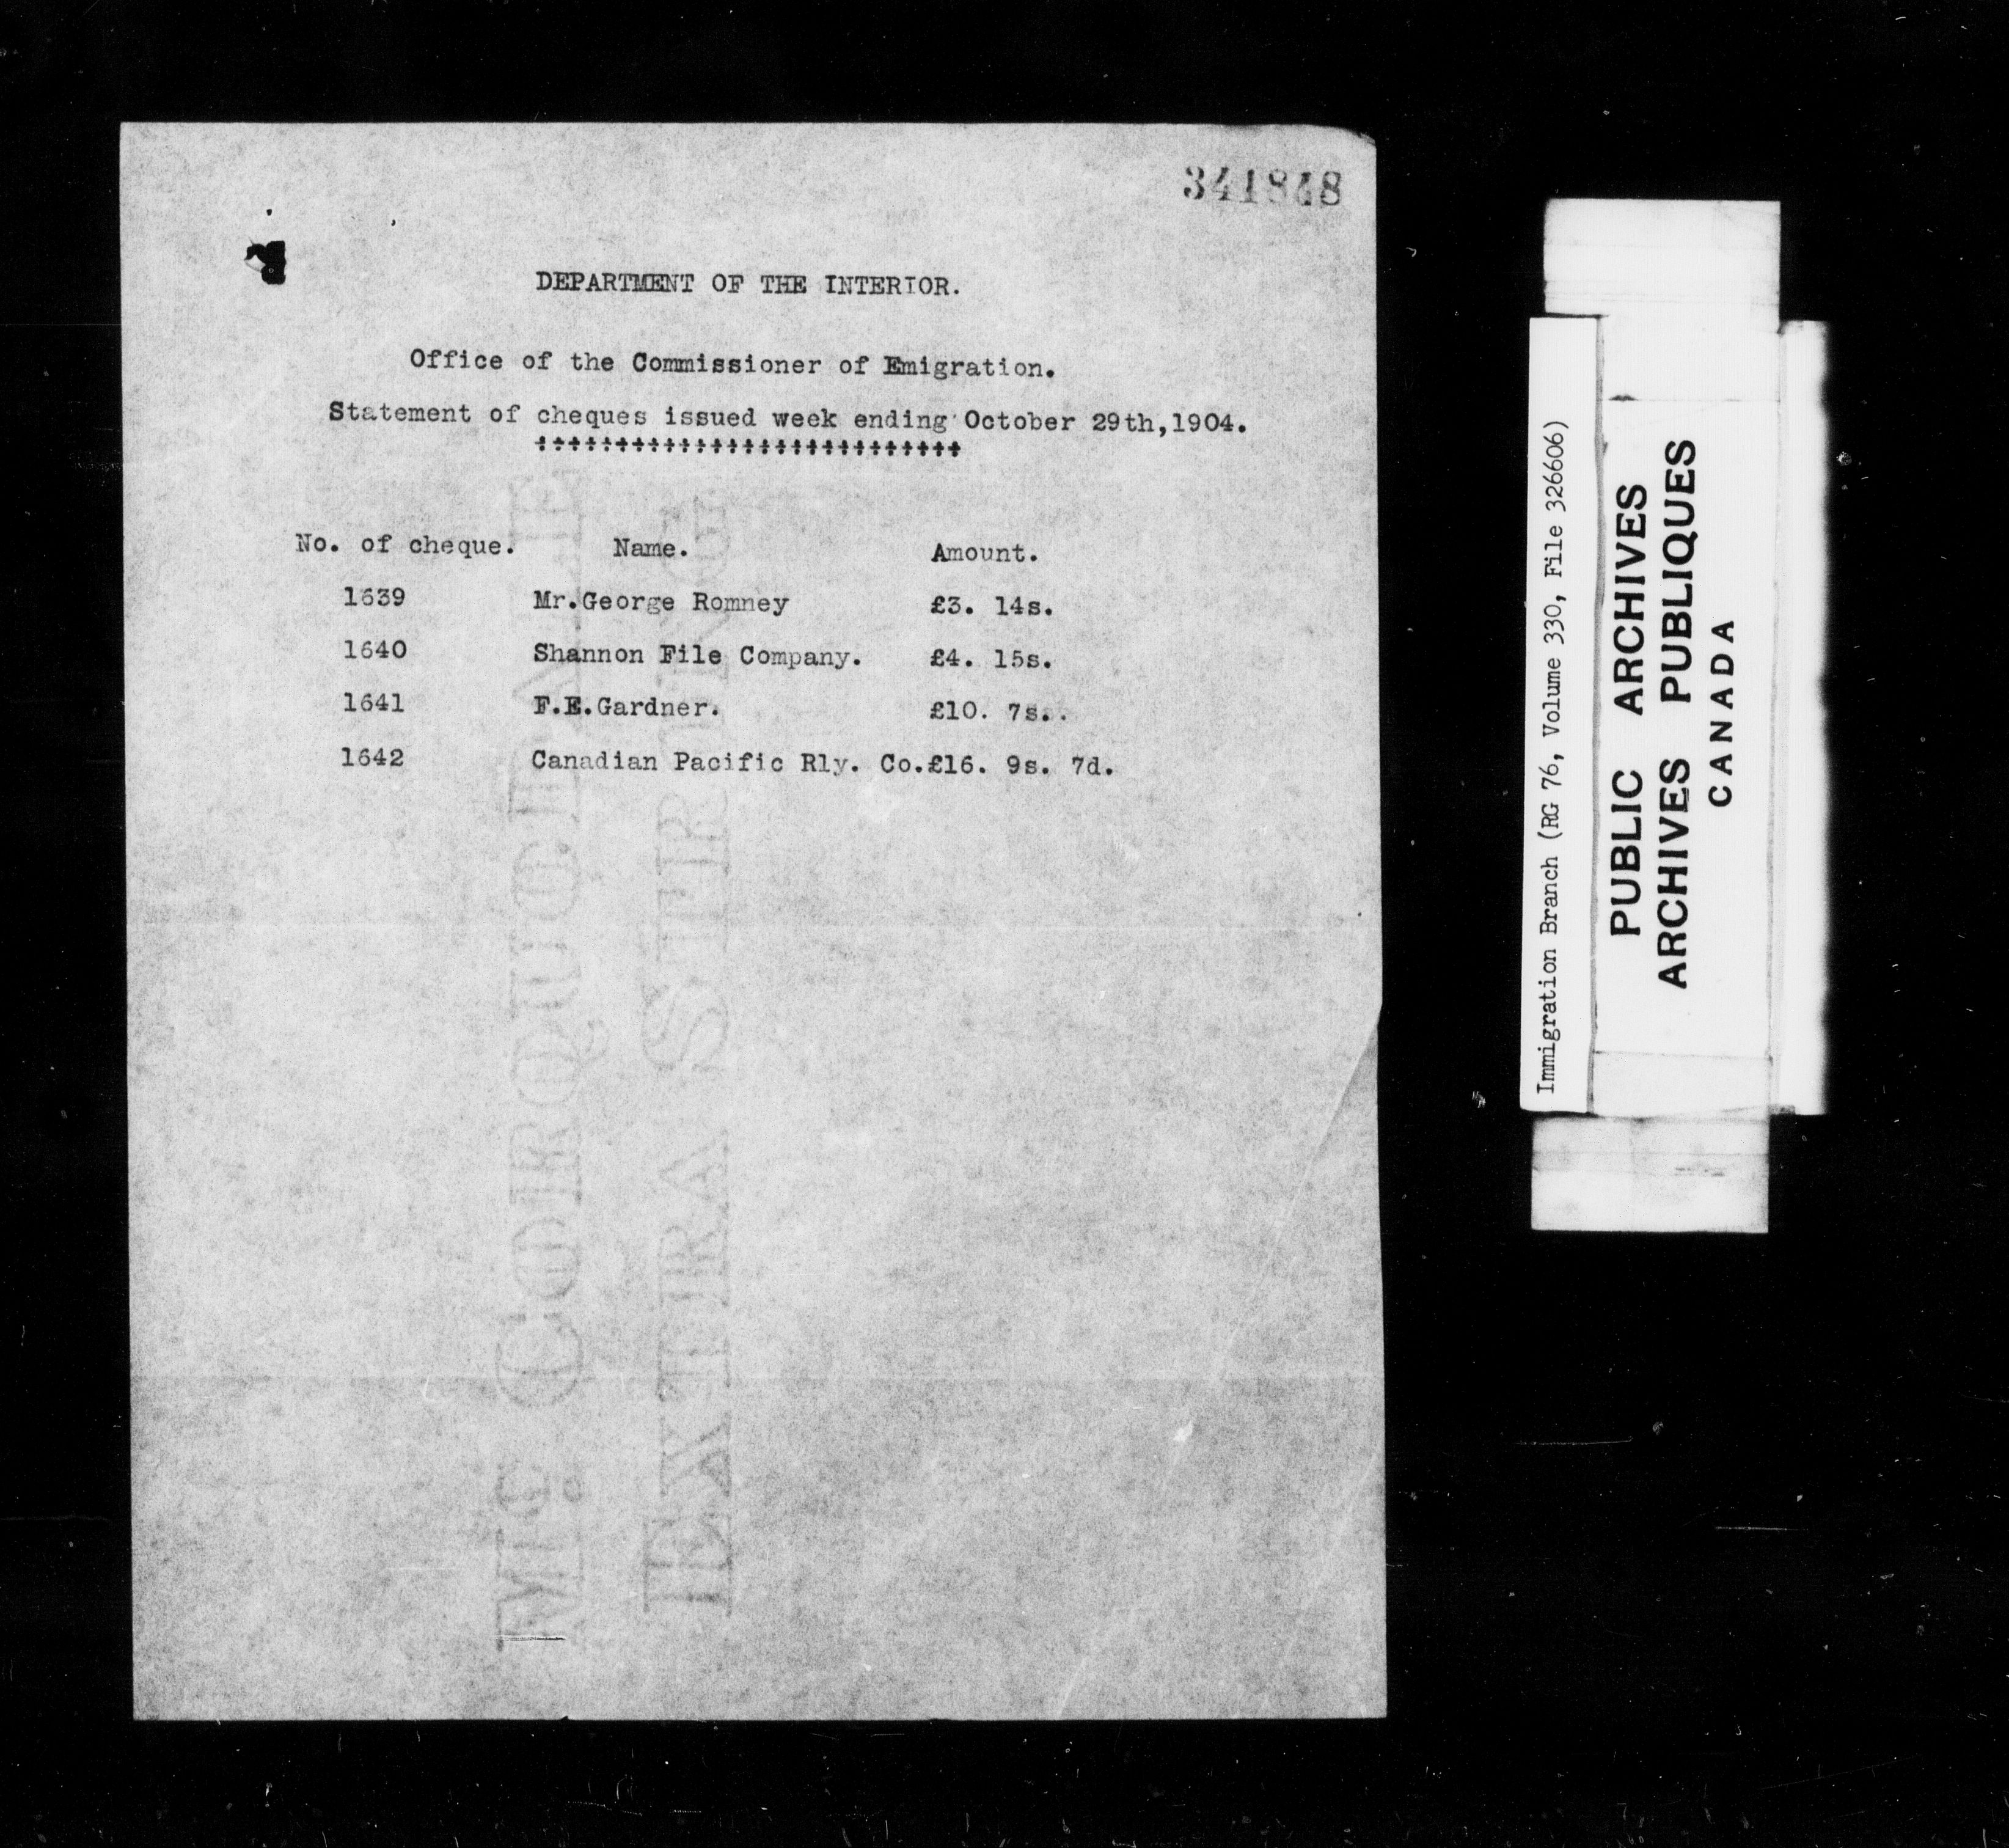 341848
DEPARTMENT OF THE INTERIOR.
Office of the Commissioner of Emigration.
Statement of cheques issued week ending October 29th,1904.
No. of cheque. Name. Amount.
1639 Mr.George Romney £3. 14s.
1640 Shannon File Company. £4. 15s.
1641 F.E.Gardner. £10. 7s..
1642 Canadian Pacific Rly. Co.£16. 9s. 7d.
Immigration Branch (RG 76, Volume 330, File 326606)
PUBLIC ARCHIVES
ARCHIVES PUBLIQUES
CANADA